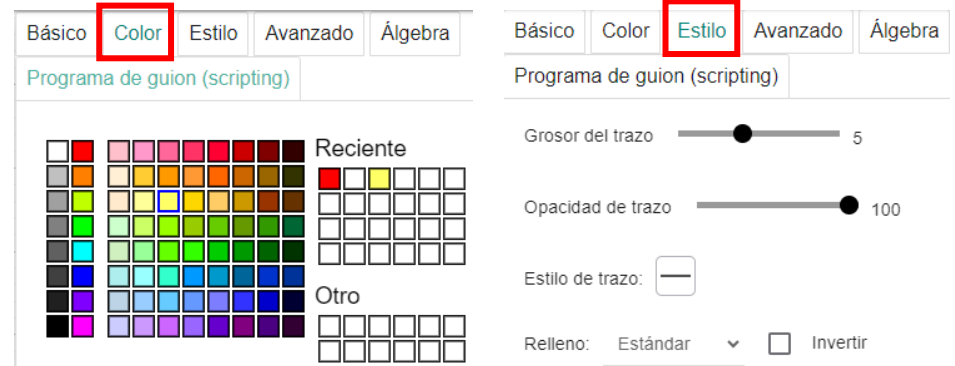 Básico Color Estilo Avanzado Álgebra
Programa de guion (scripting)
Reciente
Otro
Básico Color Estilo Avanzado Álgebra
Programa de guion (scripting)
Grosor del trazo 5
Opacidad de trazo 100
Estilo de trazo:
Relleno: Estándar Invertir